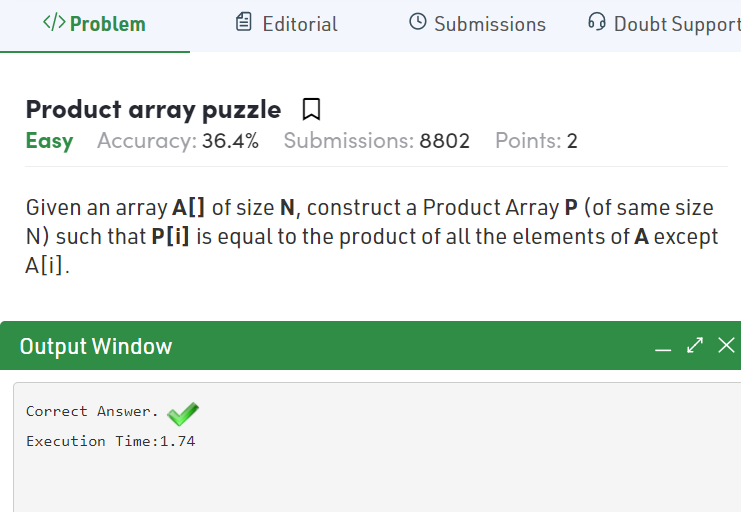 </> Problem Editorial Submissions Doubt Support
Product array puzzle
Easy Accuracy: 36.4% Submissions: 8802 Points: 2
Given an array A[] of size N, construct a Product Array P (of same size
N) such that P[i] is equal to the product of all the elements of A except
A[i].
Output Window
Correct Answer.
Execution Time:1.74